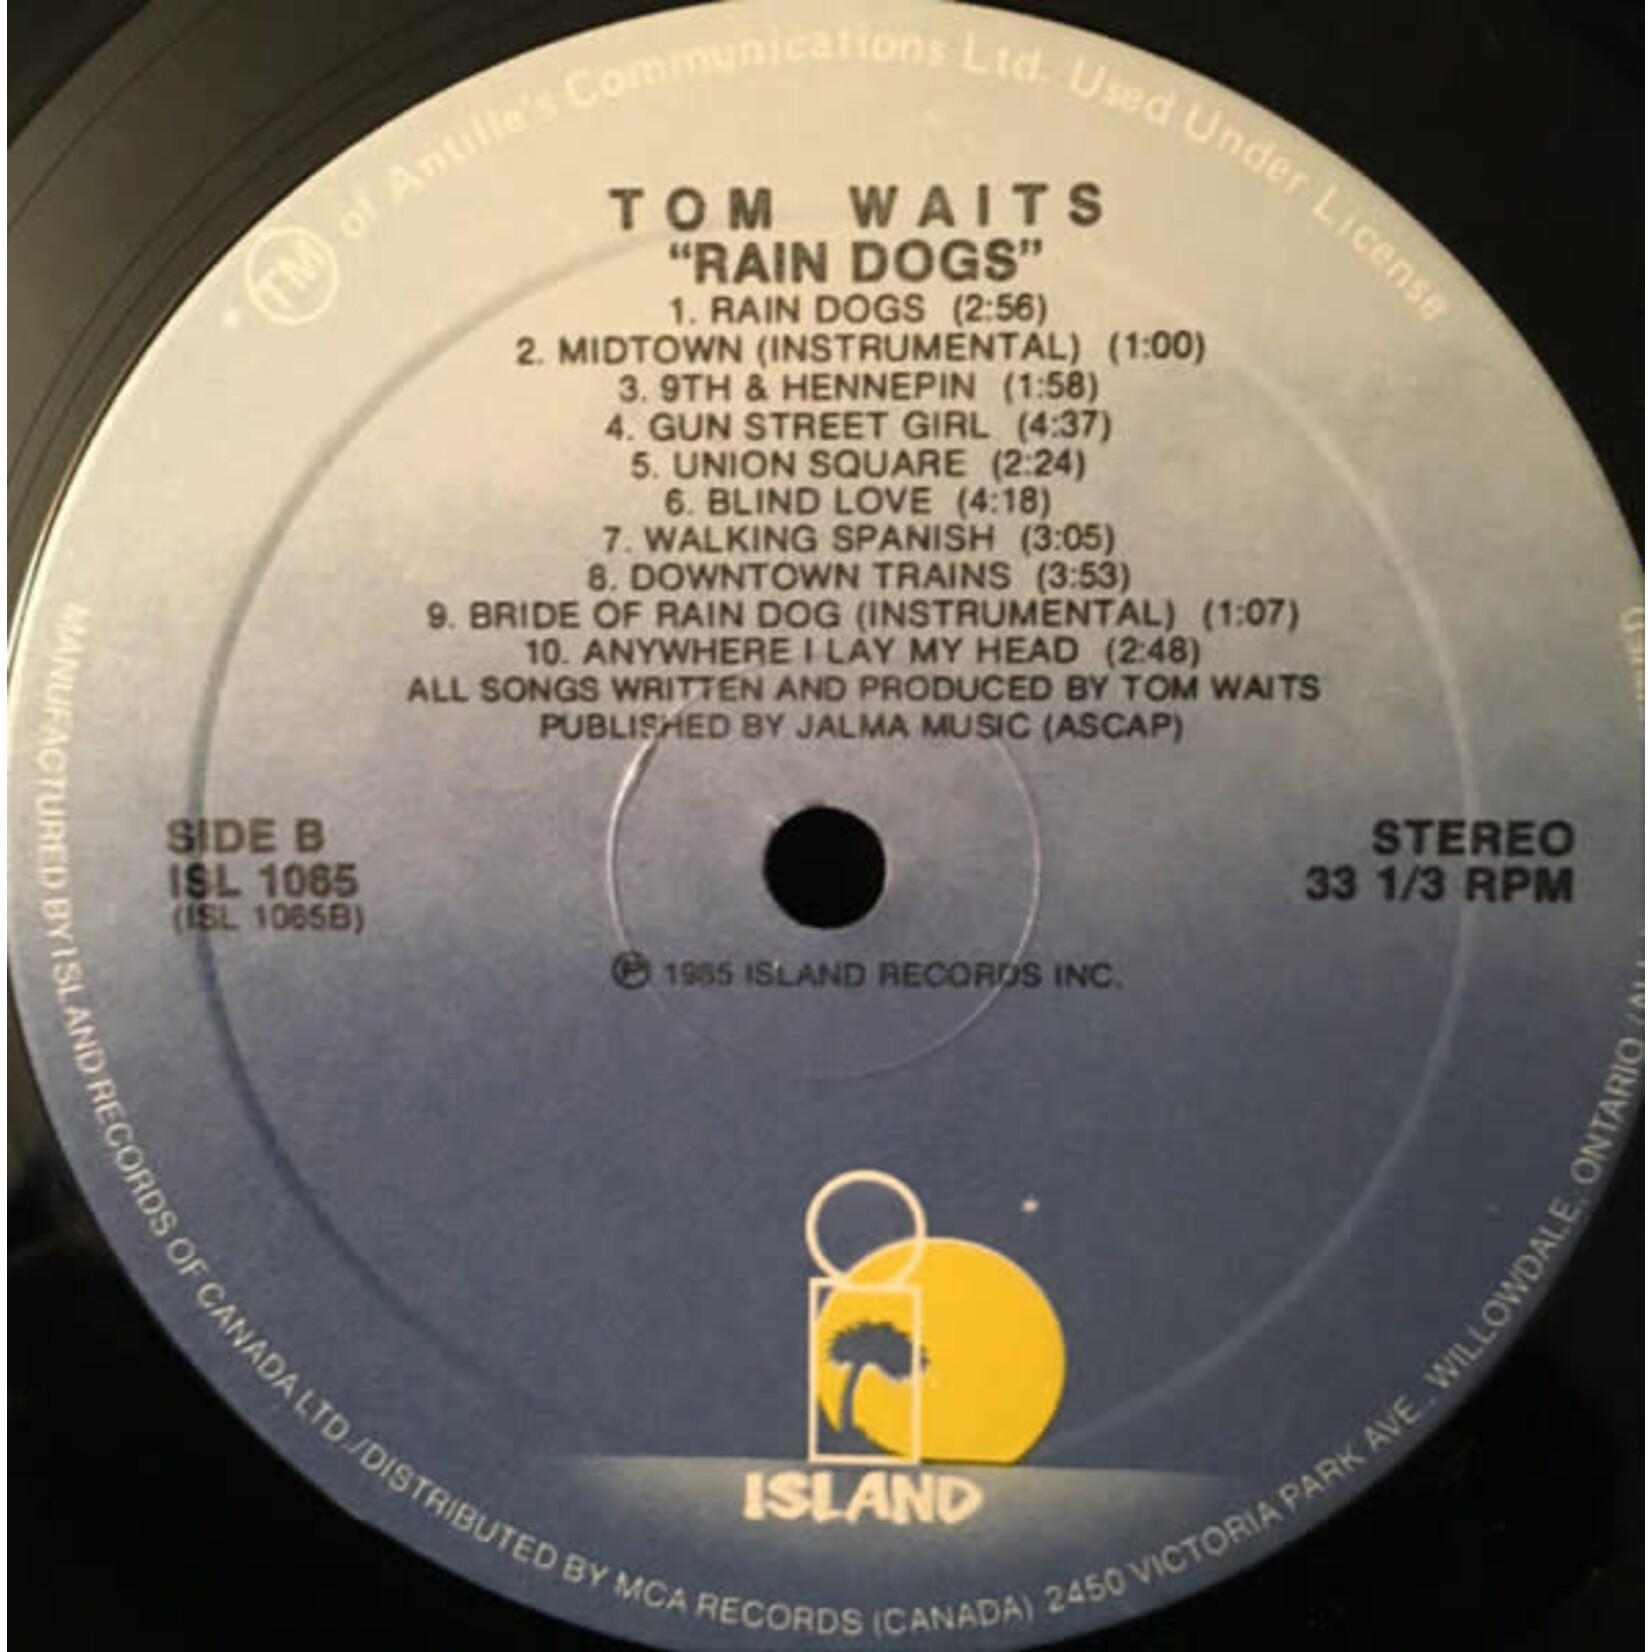 TM of Antille's Communications Ltd. Used Under License
TOM WAITS
“RAIN DOGS”
1. RAIN DOGS (2:56)
2. MIDTOWN (INSTRUMENTAL) (1:00)
3. 9TH & HENNEPIN (1:58)
4. GUN STREET GIRL (4:37)
5. UNION SQUARE (2:24)
6. BLIND LOVE (4:18)
7. WALKING SPANISH (3:05)
8. DOWNTOWN TRAINS (3:53)
9. BRIDE OF RAIN DOG (INSTRUMENTAL) (1:07)
10. ANYWHERE I LAY MY HEAD (2:48)
ALL SONGS WRITTEN AND PRODUCED BY TOM WAITS
PUBLISHED BY JALMA MUSIC (ASCAP)
SIDE B
ISL 1065
(ISL 1065B)
STEREO
33 1/3 RPM
Ⓟ 1985 ISLAND RECORDS INC.
ISLAND
MANUFACTURED BY ISLAND RECORDS OF CANADA LTD./DISTRIBUTED BY MCA RECORDS (CANADA) 2450 VICTORIA PARK AVE., WILLOWDALE, ONTARIO